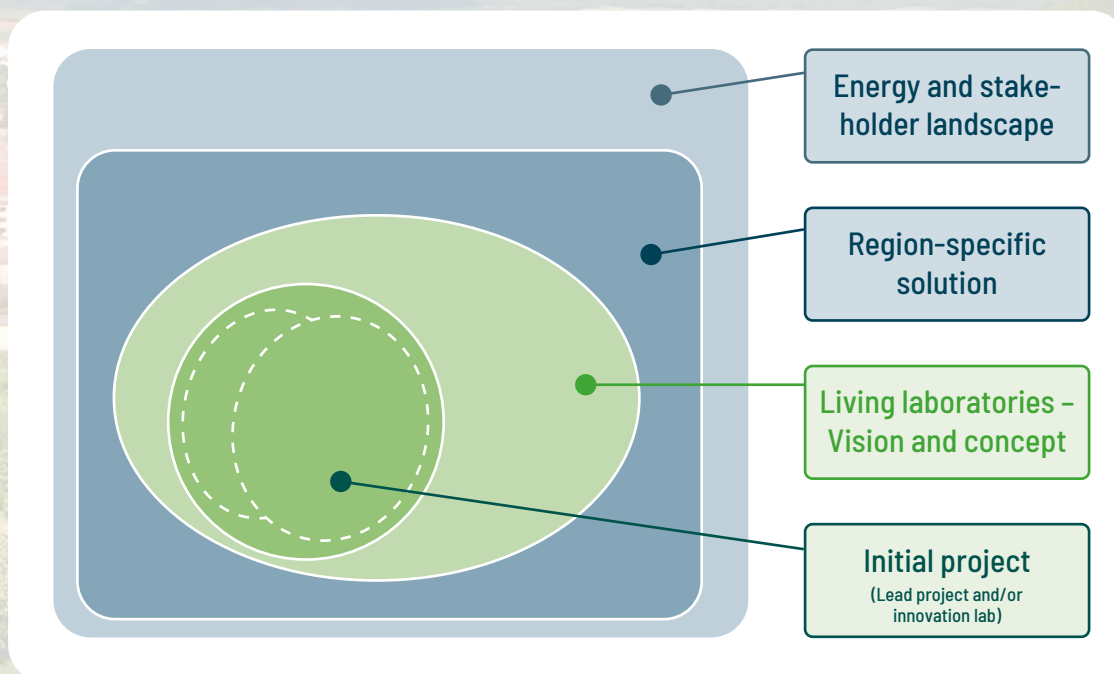 Energy and stake-
holder landscape
Region-specific
solution
Living laboratories –
Vision and concept
Initial project
(Lead project and/or
innovation lab)